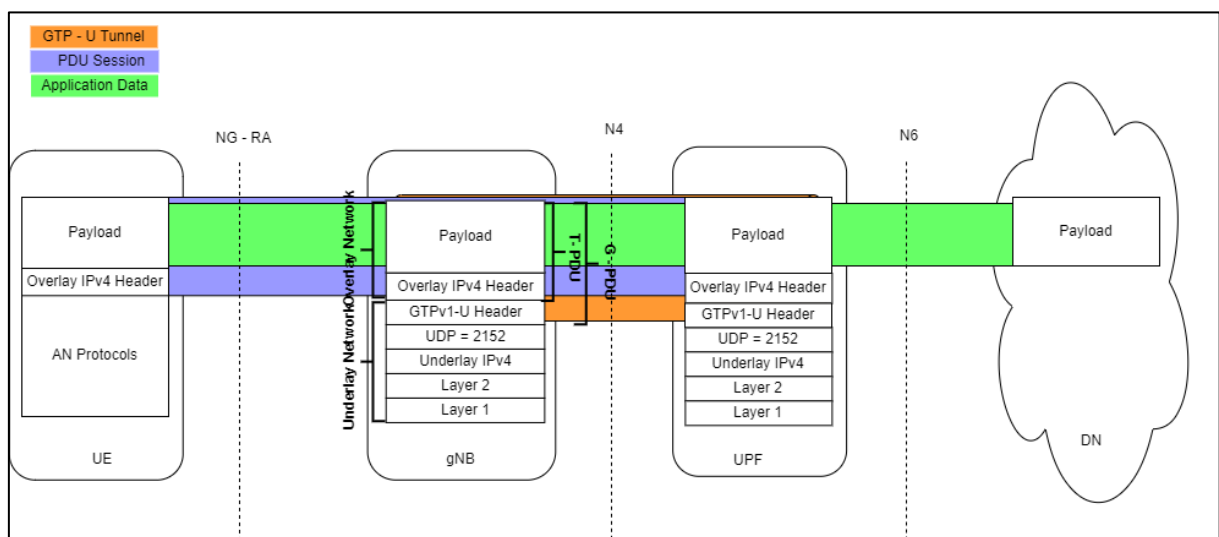 GTP - U Tunnel
PDU Session
Application Data
NG - RA
N4
N6
Payload
Overlay IPv4 Header
AN Protocols
UE
Overlay Network
Underlay Network
Payload
Overlay IPv4 Header
GTPv1-U Header
UDP = 2152
Underlay IPv4
Layer 2
Layer 1
gNB
T- PDU
G - PDU
Payload
Overlay IPv4 Header
GTPv1-U Header
UDP = 2152
Underlay IPv4
Layer 2
Layer 1
UPF
Payload
DN